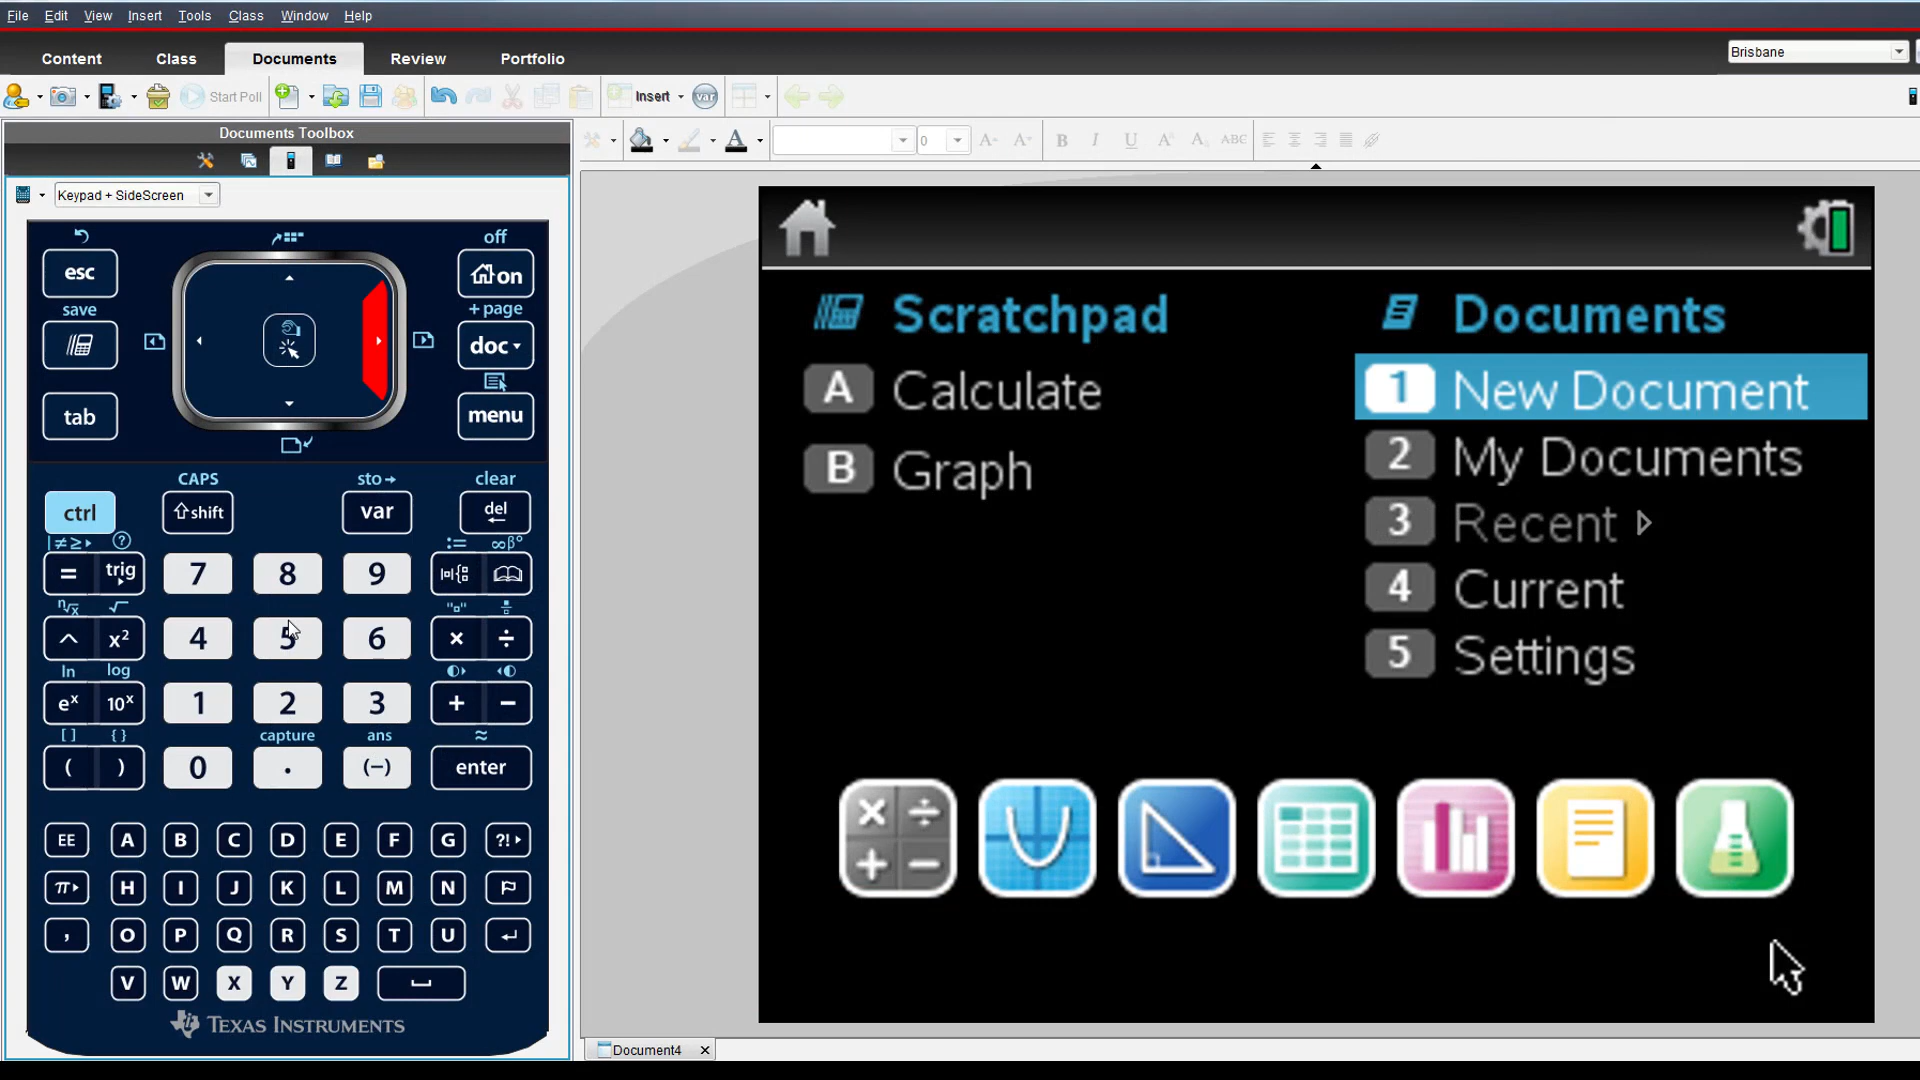 File Edit View Insert Tools Class Window Help
Content Class Documents Review Portfolio
Brisbane
Start Poll
Insert var
Documents Toolbox
0 B I U A A ABC
Keypad + SideScreen
off
esc on
save + page
doc
tab menu
CAPS sto→ clear
ctrl ⇧shift var del
|≠≥▸ ? := ∞β°
= trig 7 8 9
ⁿ√x √ "▫"
^ x² 4 5 6 × ÷
ln log
eˣ 10ˣ 1 2 3 + −
[ ] { } capture ans ≈
( ) 0 . (−) enter
EE A B C D E F G ?!▸
π▸ H I J K L M N
, O P Q R S T U ↵
V W X Y Z
TEXAS INSTRUMENTS
Scratchpad
A Calculate
B Graph
Documents
1 New Document
2 My Documents
3 Recent ▷
4 Current
5 Settings
× ÷ + −
Document4 ×